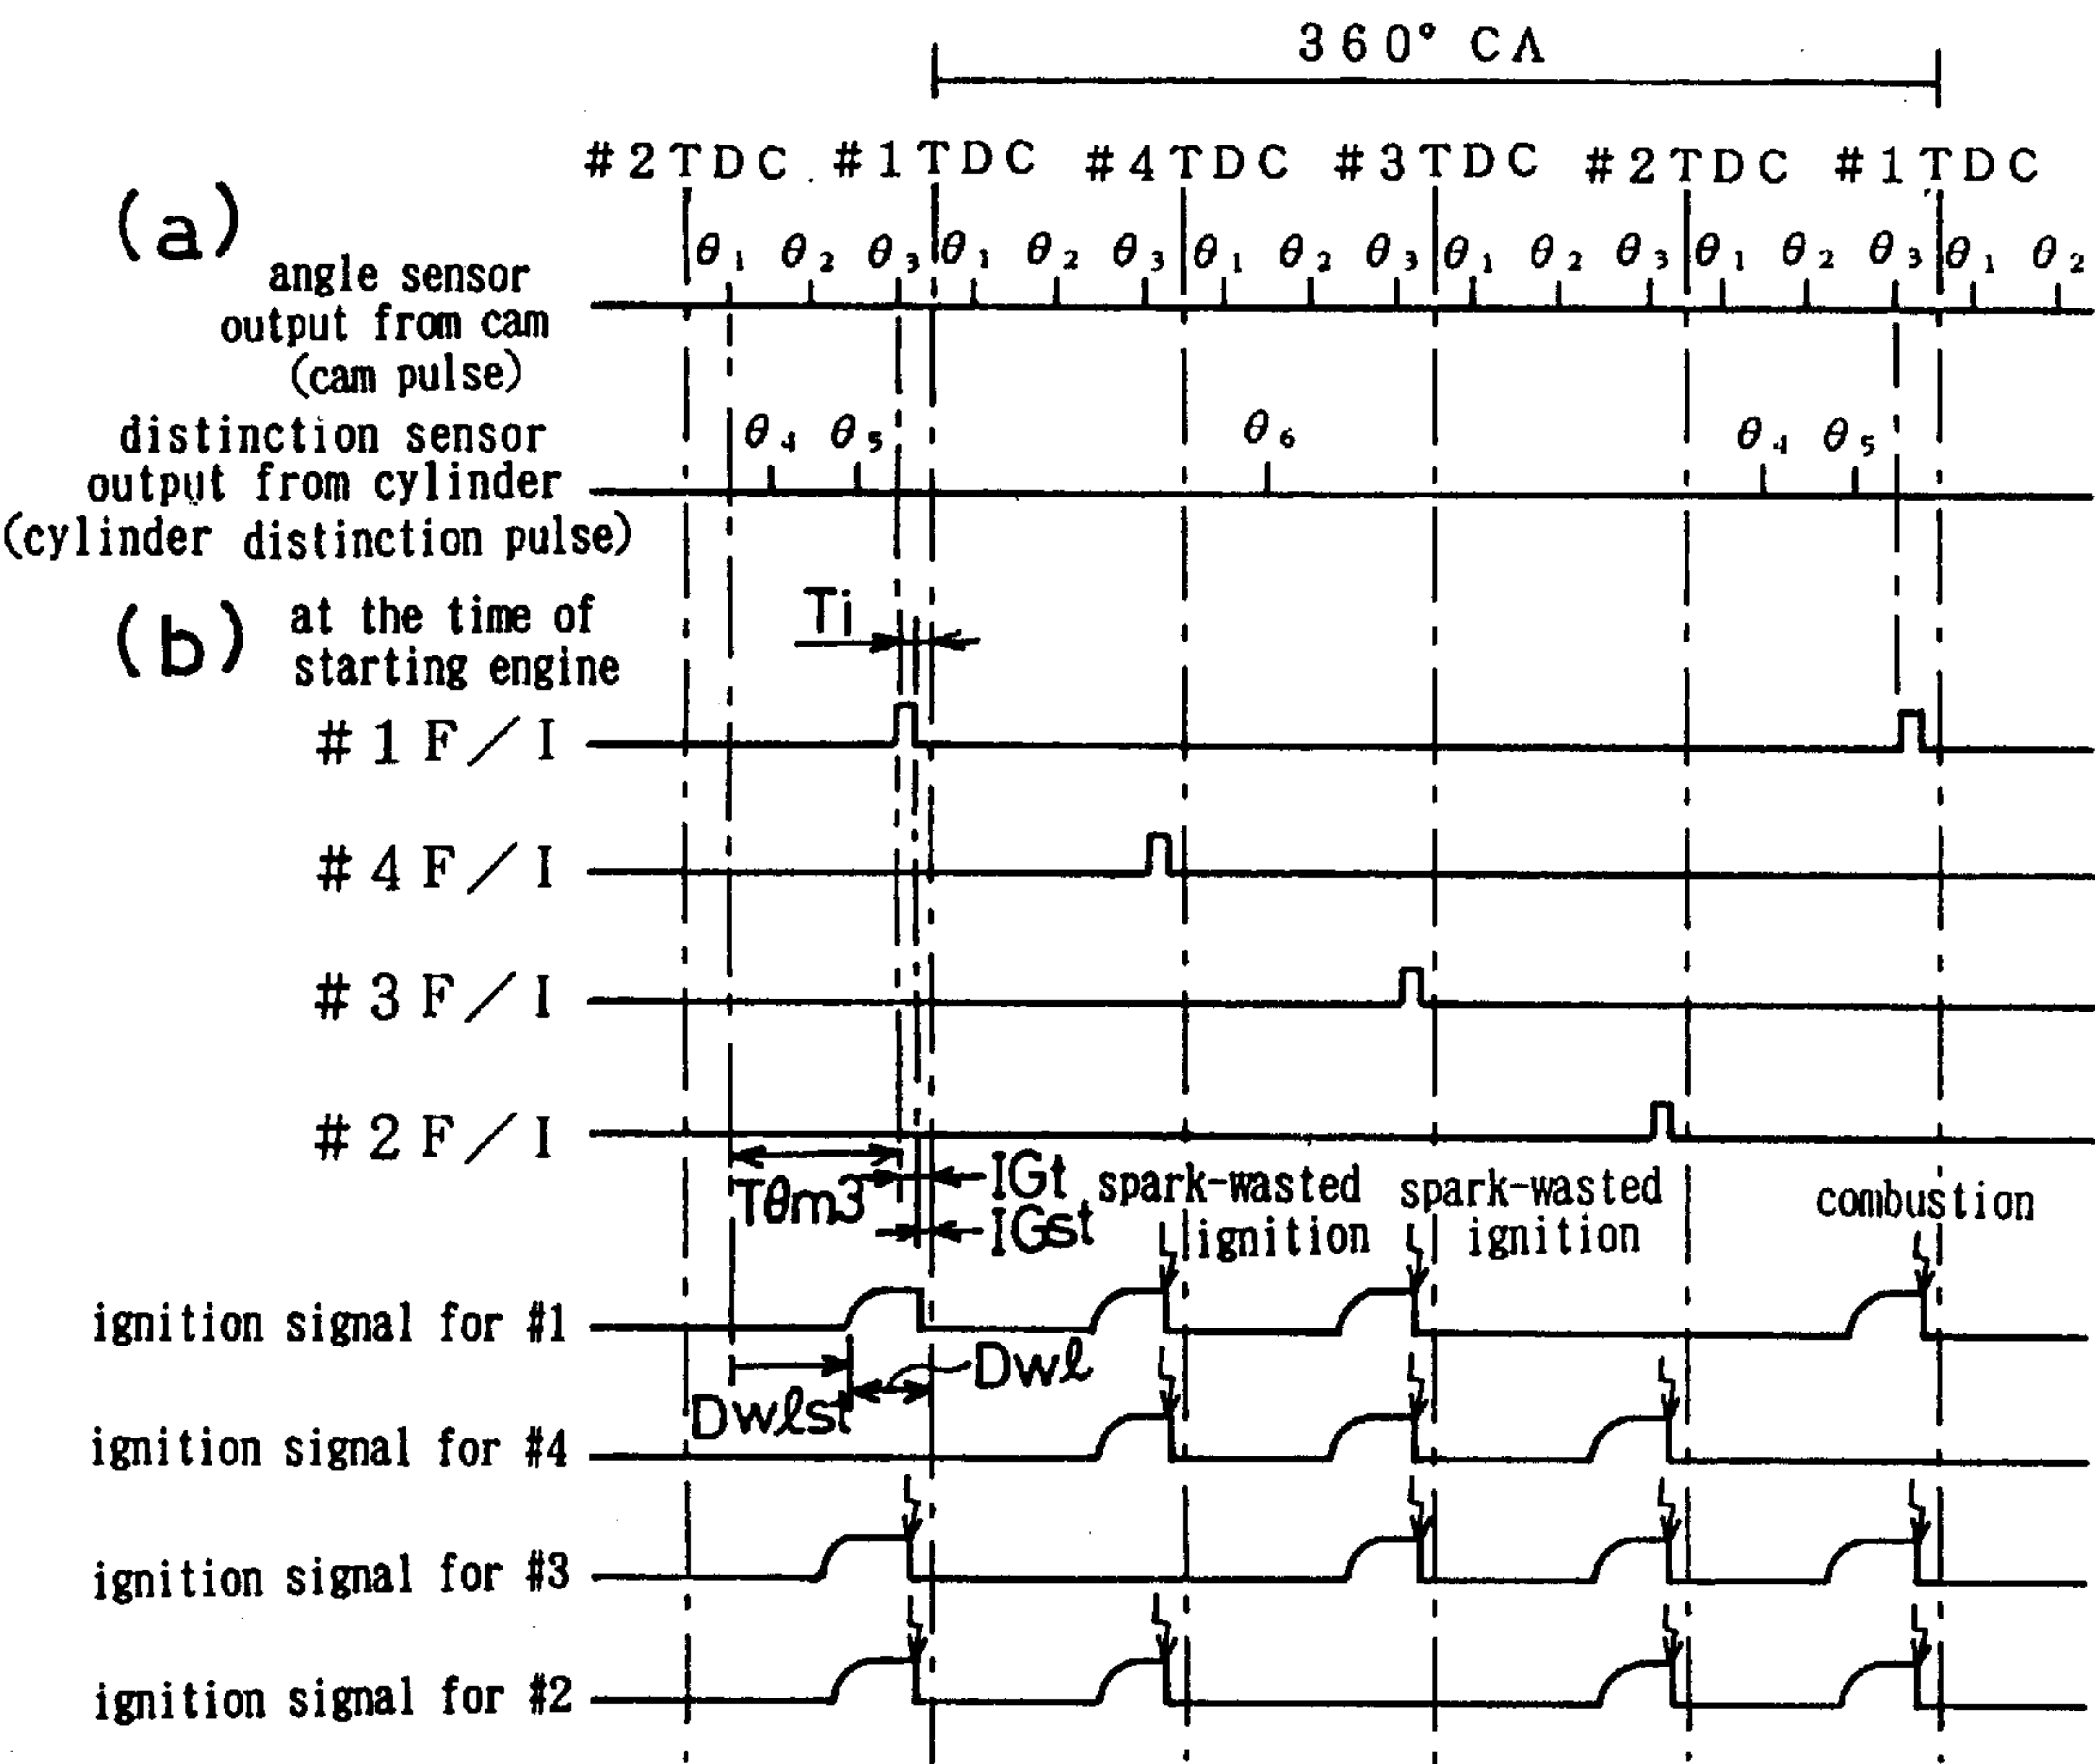 360° CA
#2TDC #1TDC #4TDC #3TDC #2TDC #1TDC
(a)
θ1 θ2 θ3 θ1 θ2 θ3 θ1 θ2 θ3 θ1 θ2 θ3 θ1 θ2 θ3 θ1 θ2
angle sensor
output from cam
(cam pulse)
distinction sensor
output from cylinder
(cylinder distinction pulse)
θ4 θ5 θ6 θ4 θ5
(b) at the time of
starting engine
Ti
#1 F/I
#4 F/I
#3 F/I
#2 F/I
Tθm3
IGt
IGst
spark-wasted
ignition
spark-wasted
ignition
combustion
ignition signal for #1
Dwℓ
Dwℓst
ignition signal for #4
ignition signal for #3
ignition signal for #2